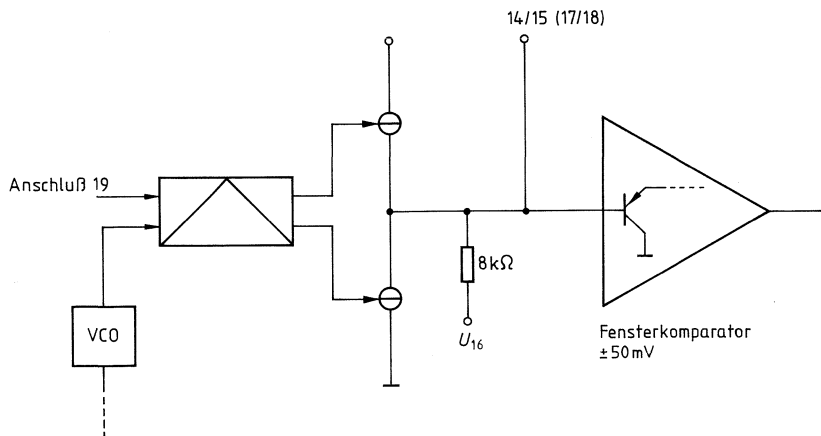 14/15 (17/18)
Anschluß 19
8kΩ
VCO
U₁₆
Fensterkomparator
±50mV